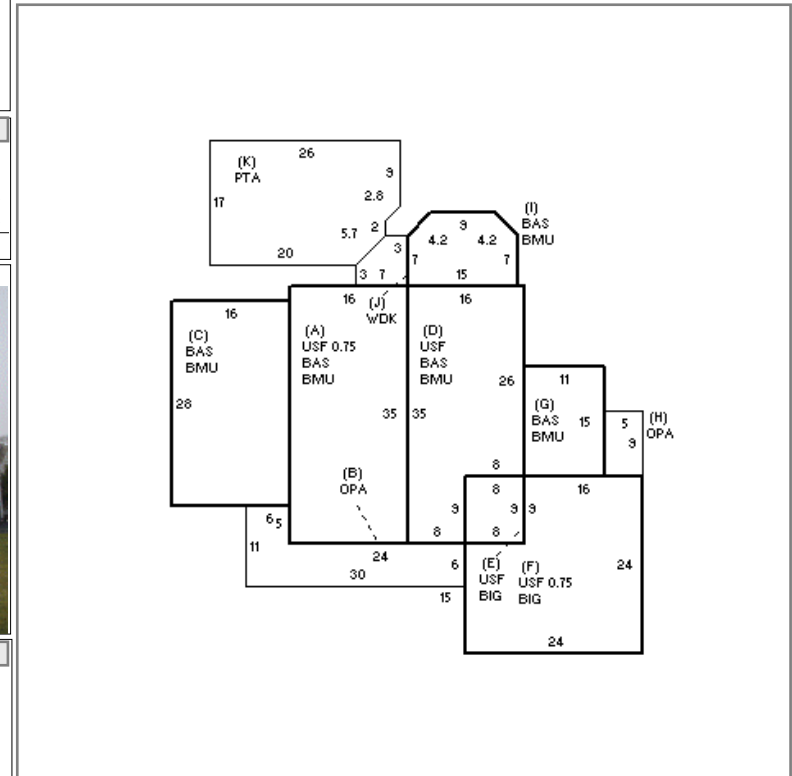 26
(K)
PTA
9
2.8
17
2
5.7
20
3
9
4.2 4.2
7 7
15
(I)
BAS
BMU
3 7
(J)
WDK
16
(C)
BAS
BMU
28
16
(A)
USF 0.75
BAS
BMU
35
16
(D)
USF
BAS
BMU
26
35
11
(G)
BAS
BMU
15
5
9
(H)
OPA
(B)
OPA
8
8
9
9 9
8
8
16
6 5
11
24
30
6
15
(E)
USF
BIG
(F)
USF 0.75
BIG
24
24